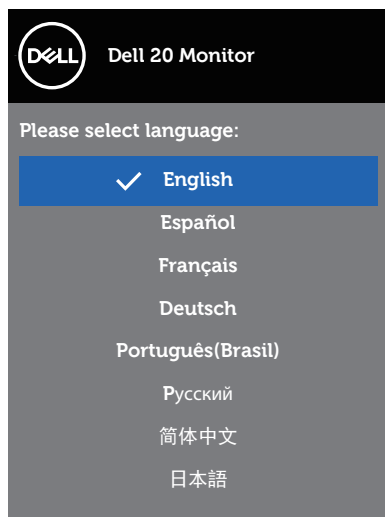 DELL
Dell 20 Monitor
Please select language:
English
Español
Français
Deutsch
Português(Brasil)
Русский
简体中文
日本語